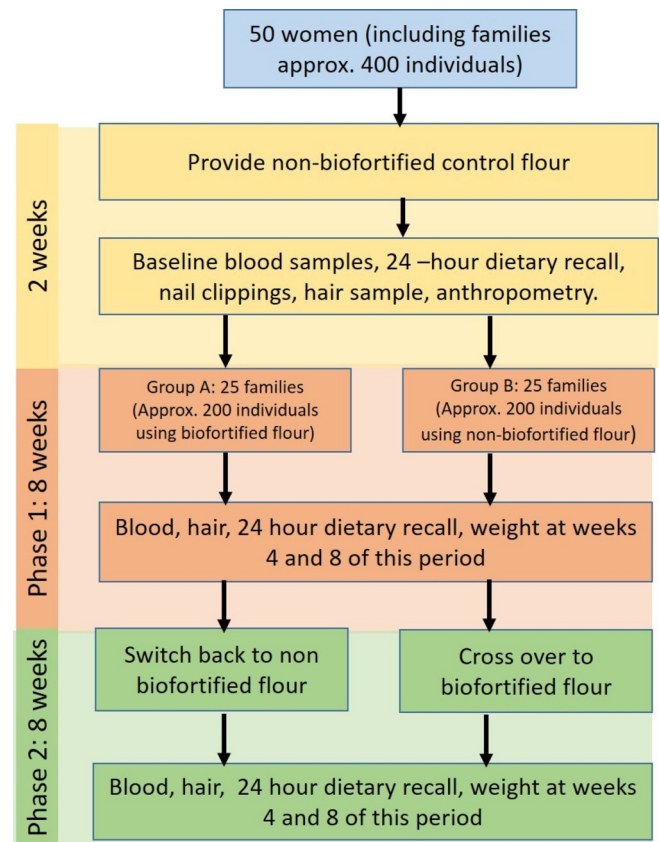 50 women (including families
approx. 400 individuals)
2 weeks
Provide non-biofortified control flour
Baseline blood samples, 24 –hour dietary recall,
nail clippings, hair sample, anthropometry.
Phase 1: 8 weeks
Group A: 25 families
(Approx. 200 individuals
using biofortified flour)
Group B: 25 families
(Approx. 200 individuals
using non-biofortified flour)
Blood, hair, 24 hour dietary recall, weight at weeks
4 and 8 of this period
Phase 2: 8 weeks
Switch back to non
biofortified flour
Cross over to
biofortified flour
Blood, hair, 24 hour dietary recall, weight at weeks
4 and 8 of this period